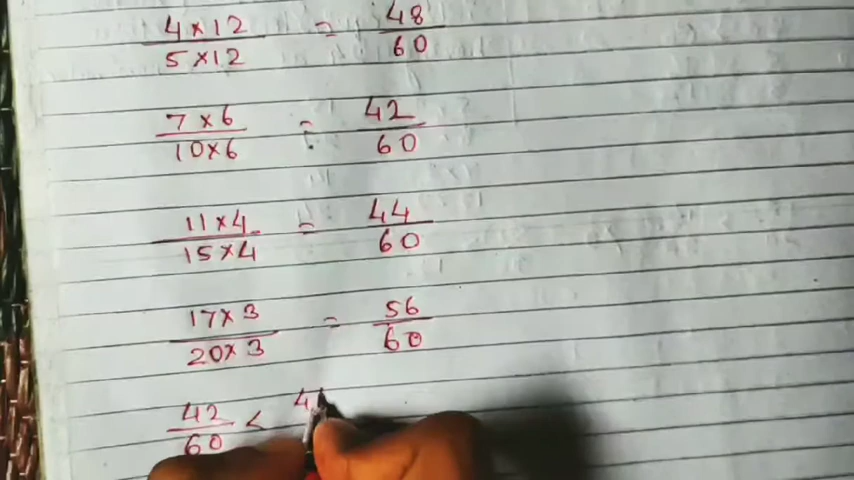 4×12/5×12 = 48/60
7×6/10×6 = 42/60
11×4/15×4 = 44/60
17×3/20×3 = 56/60
42/60 < 4